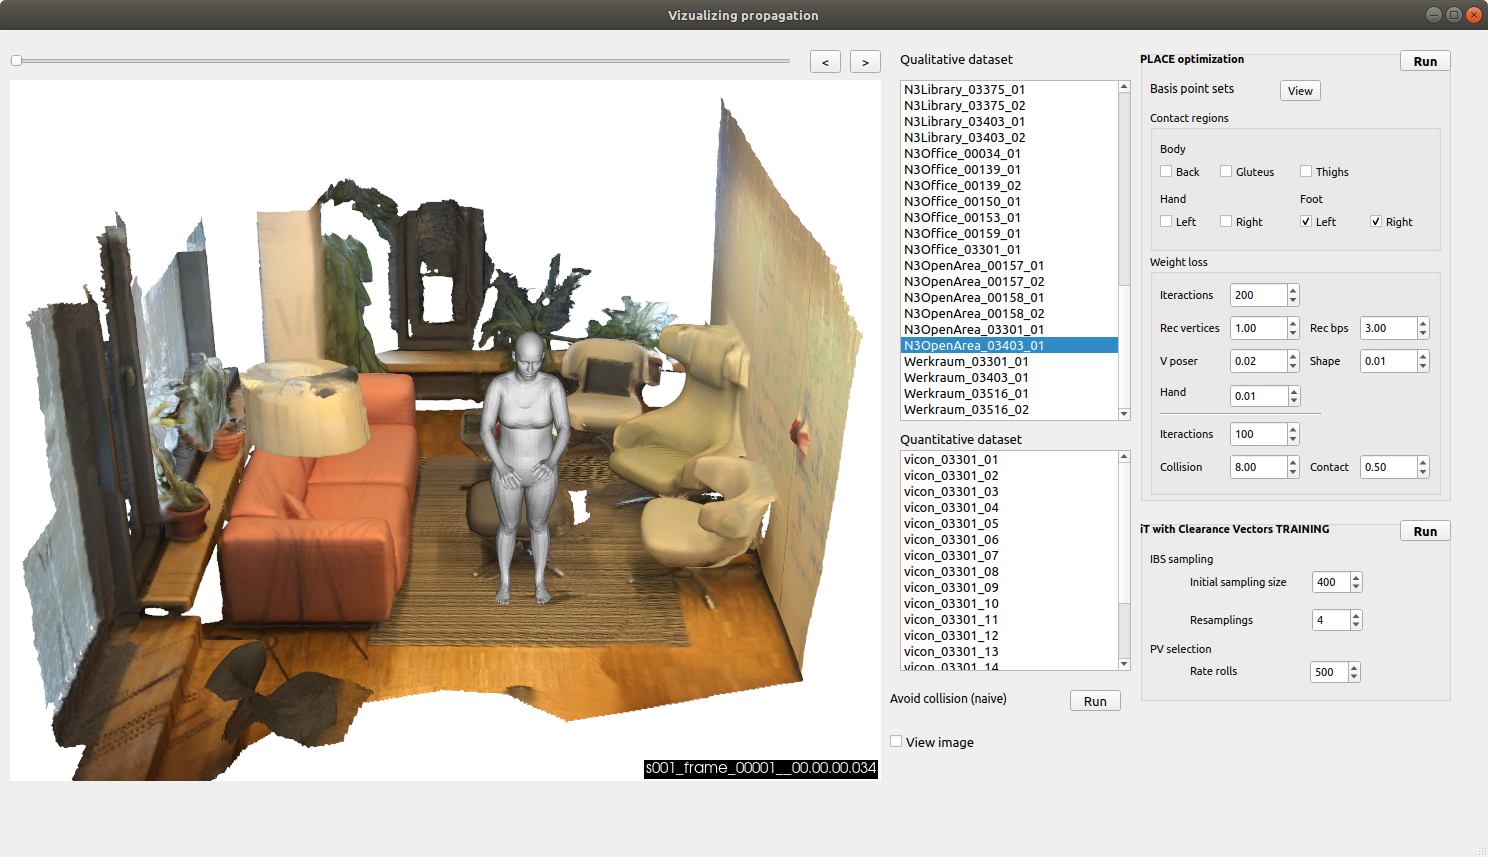 Vizualizing propagation
<
>
Qualitative dataset
N3Library_03375_01
N3Library_03375_02
N3Library_03403_01
N3Library_03403_02
N3Office_00034_01
N3Office_00139_01
N3Office_00139_02
N3Office_00150_01
N3Office_00153_01
N3Office_00159_01
N3Office_03301_01
N3OpenArea_00157_01
N3OpenArea_00157_02
N3OpenArea_00158_01
N3OpenArea_00158_02
N3OpenArea_03301_01
N3OpenArea_03403_01
Werkraum_03301_01
Werkraum_03403_01
Werkraum_03516_01
Werkraum_03516_02
Quantitative dataset
vicon_03301_01
vicon_03301_02
vicon_03301_03
vicon_03301_04
vicon_03301_05
vicon_03301_06
vicon_03301_07
vicon_03301_08
vicon_03301_09
vicon_03301_10
vicon_03301_11
vicon_03301_12
vicon_03301_13
vicon_03301_14
Avoid collision (naive) Run
View image
s001_frame_00001__00.00.00.034
PLACE optimization Run
Basis point sets View
Contact regions
Body
Back Gluteus Thighs
Hand Foot
Left Right Left Right
Weight loss
Iteractions 200
Rec vertices 1.00 Rec bps 3.00
V poser 0.02 Shape 0.01
Hand 0.01
Iteractions 100
Collision 8.00 Contact 0.50
iT with Clearance Vectors TRAINING Run
IBS sampling
Initial sampling size 400
Resamplings 4
PV selection
Rate rolls 500